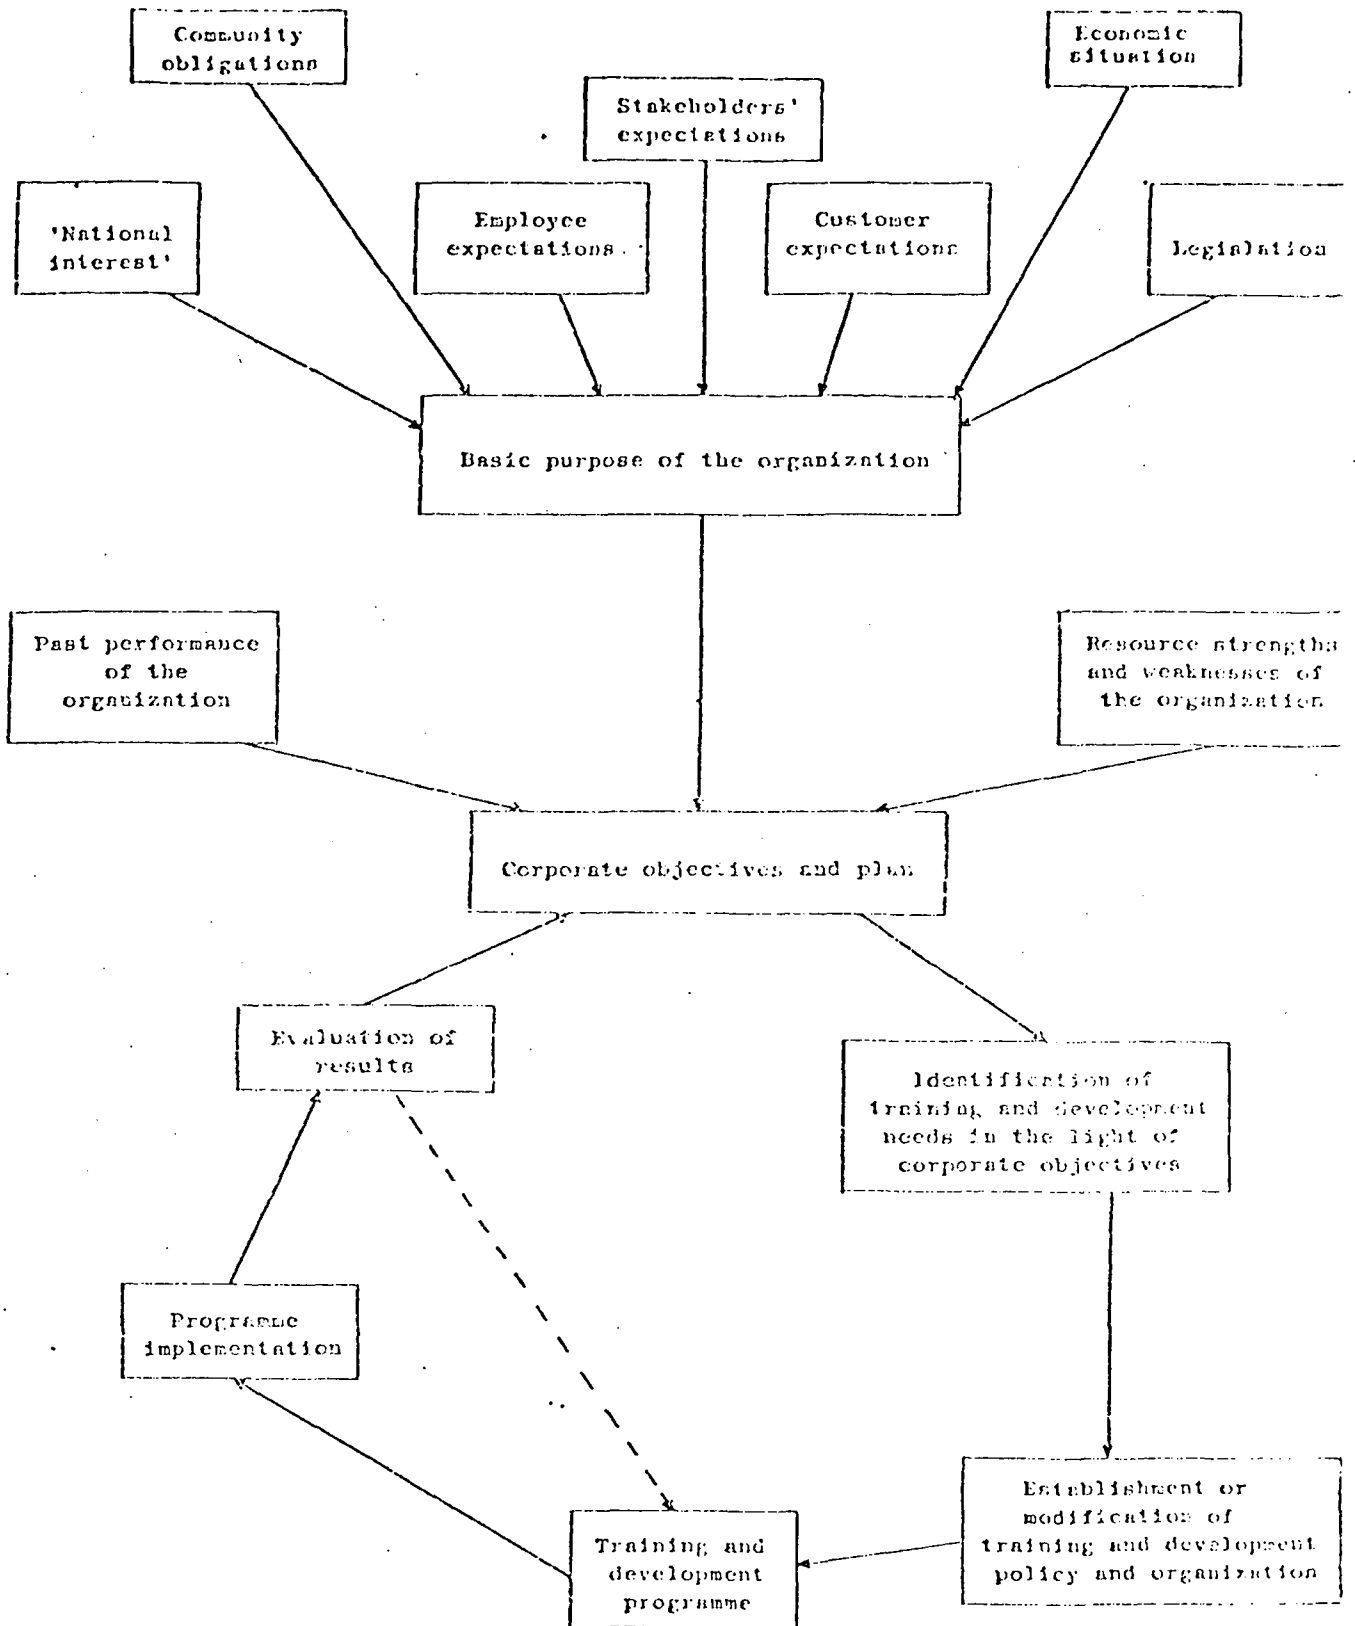 Community
obligations
Economic
situation
Stakeholders'
expectations
'National
interest'
Employee
expectations
Customer
expectations
Legislation
Basic purpose of the organization
Past performance
of the
organization
Resource strengths
and weaknesses of
the organization
Corporate objectives and plan
Evaluation of
results
Identification of
training and development
needs in the light of
corporate objectives
Programme
implementation
Establishment or
modification of
training and development
policy and organization
Training and
development
programme